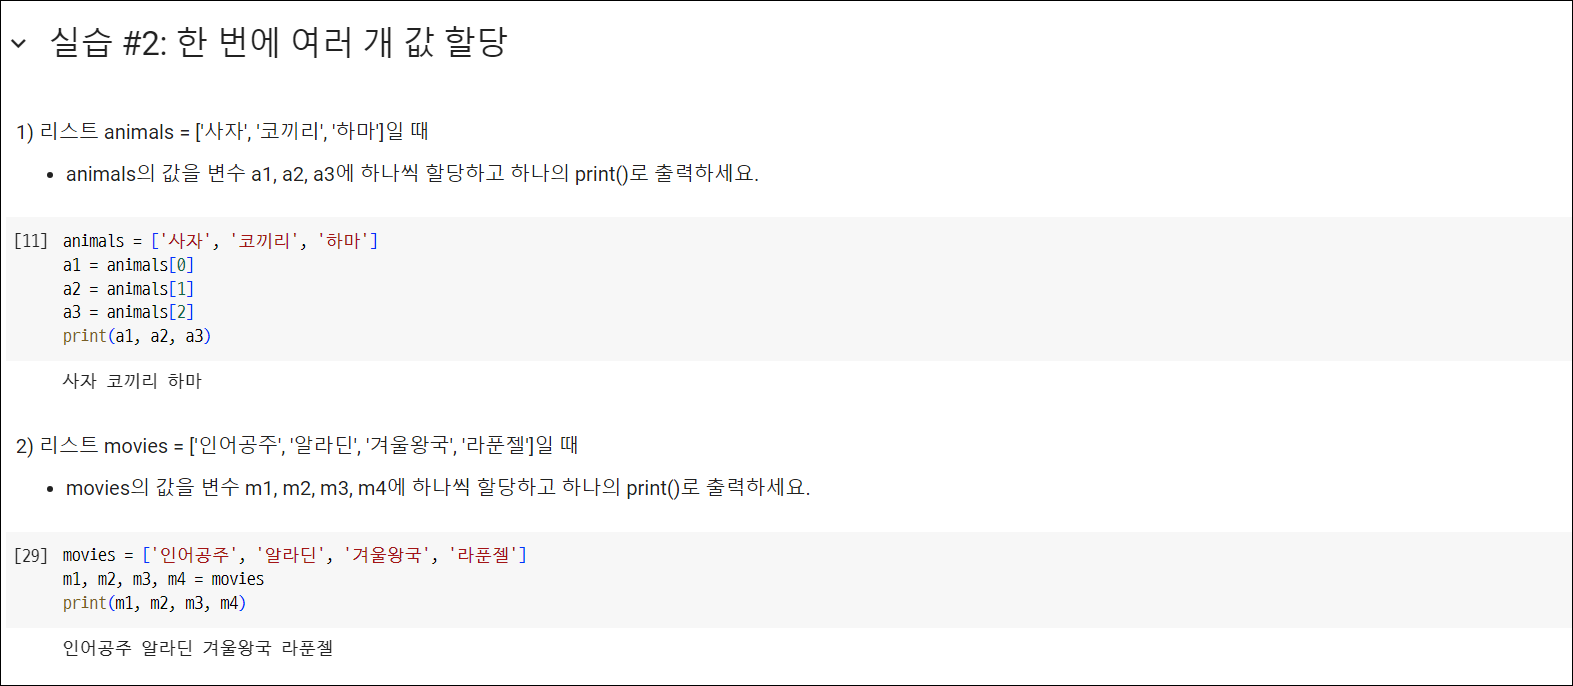 실습 #2: 한 번에 여러 개 값 할당
1) 리스트 animals = ['사자', '코끼리', '하마']일 때
• animals의 값을 변수 a1, a2, a3에 하나씩 할당하고 하나의 print()로 출력하세요.
[11] animals = ['사자', '코끼리', '하마']
a1 = animals[0]
a2 = animals[1]
a3 = animals[2]
print(a1, a2, a3)
사자 코끼리 하마
2) 리스트 movies = ['인어공주', '알라딘', '겨울왕국', '라푼젤']일 때
• movies의 값을 변수 m1, m2, m3, m4에 하나씩 할당하고 하나의 print()로 출력하세요.
[29] movies = ['인어공주', '알라딘', '겨울왕국', '라푼젤']
m1, m2, m3, m4 = movies
print(m1, m2, m3, m4)
인어공주 알라딘 겨울왕국 라푼젤